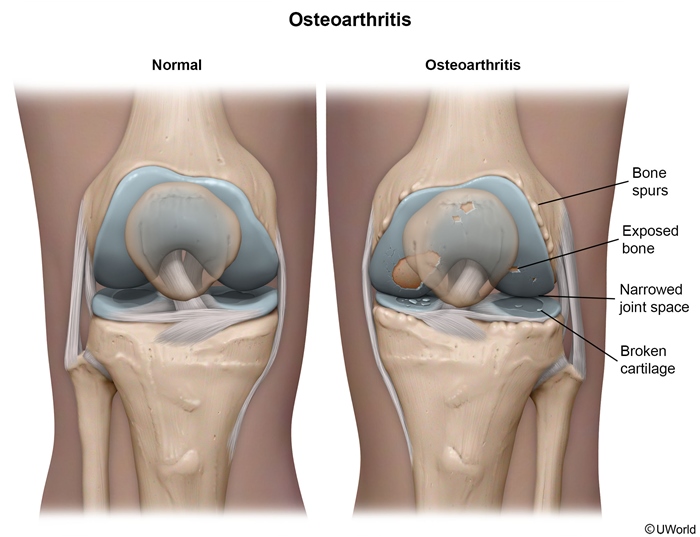 Osteoarthritis
Normal
Osteoarthritis
Bone
spurs
Exposed
bone
Narrowed
joint space
Broken
cartilage
©UWorld